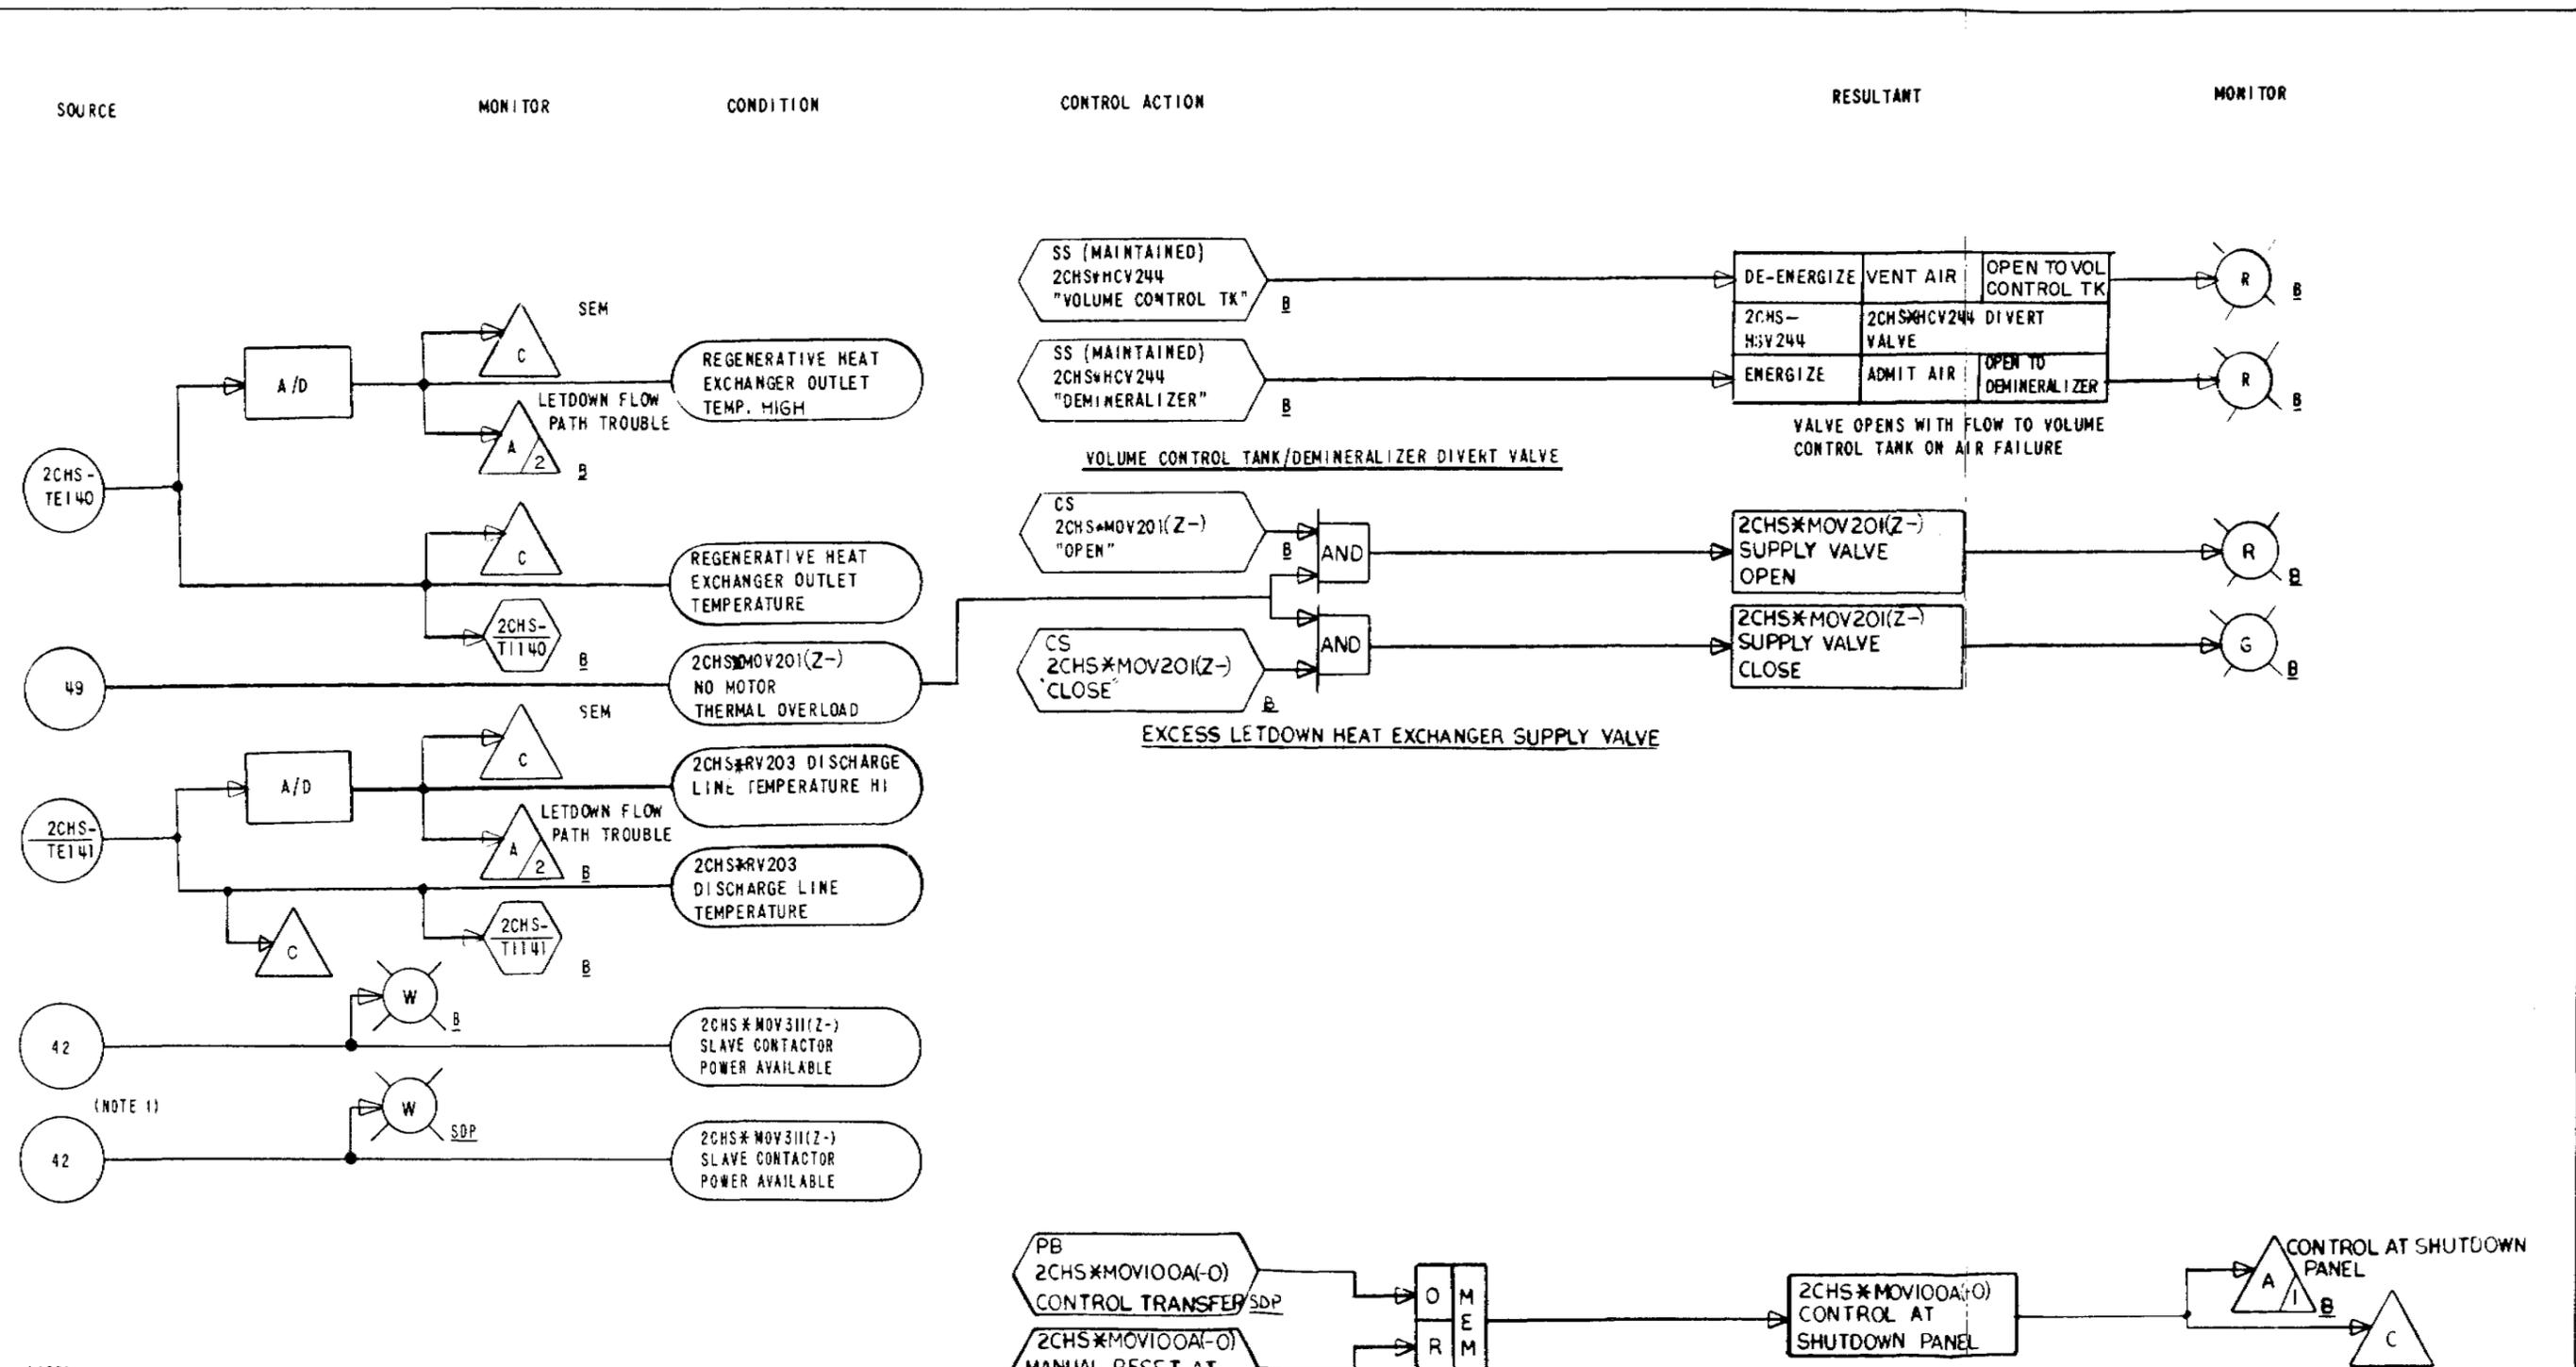 SOURCE
MONITOR
CONDITION
CONTROL ACTION
RESULTANT
MONITOR
2CHS-
TE140
A/D
SEM
C
LETDOWN FLOW
PATH TROUBLE
A
2
B
REGENERATIVE HEAT
EXCHANGER OUTLET
TEMP. HIGH
C
2CHS-
TI140
B
REGENERATIVE HEAT
EXCHANGER OUTLET
TEMPERATURE
49
2CHS*MOV201(Z-)
NO MOTOR
THERMAL OVERLOAD
2CHS-
TE141
A/D
SEM
C
LETDOWN FLOW
PATH TROUBLE
A
2
B
2CHS*RV203 DISCHARGE
LINE TEMPERATURE HI
C
2CHS-
TI141
B
2CHS*RV203
DISCHARGE LINE
TEMPERATURE
42
W
B
2CHS*MOV311(Z-)
SLAVE CONTACTOR
POWER AVAILABLE
(NOTE 1)
42
W
SDP
2CHS*MOV311(Z-)
SLAVE CONTACTOR
POWER AVAILABLE
SS (MAINTAINED)
2CHS*HCV244
"VOLUME CONTROL TK"
B
SS (MAINTAINED)
2CHS*HCV244
"DEMINERALIZER"
B
DE-ENERGIZE
VENT AIR
OPEN TO VOL
CONTROL TK
2CHS-
HSV244
2CHS*HCV244 DIVERT
VALVE
ENERGIZE
ADMIT AIR
OPEN TO
DEMINERALIZER
R
B
R
B
VALVE OPENS WITH FLOW TO VOLUME
CONTROL TANK ON AIR FAILURE
VOLUME CONTROL TANK/DEMINERALIZER DIVERT VALVE
CS
2CHS*MOV201(Z-)
"OPEN"
B
AND
2CHS*MOV201(Z-)
SUPPLY VALVE
OPEN
R
B
CS
2CHS*MOV201(Z-)
'CLOSE'
B
AND
2CHS*MOV201(Z-)
SUPPLY VALVE
CLOSE
G
B
EXCESS LETDOWN HEAT EXCHANGER SUPPLY VALVE
PB
2CHS*MOV100A(-O)
CONTROL TRANSFER
SDP
2CHS*MOV100A(-O)
MANUAL RESET AT
O
R
M
E
M
2CHS*MOV100A(-O)
CONTROL AT
SHUTDOWN PANEL
CONTROL AT SHUTDOWN
PANEL
A
1
B
C